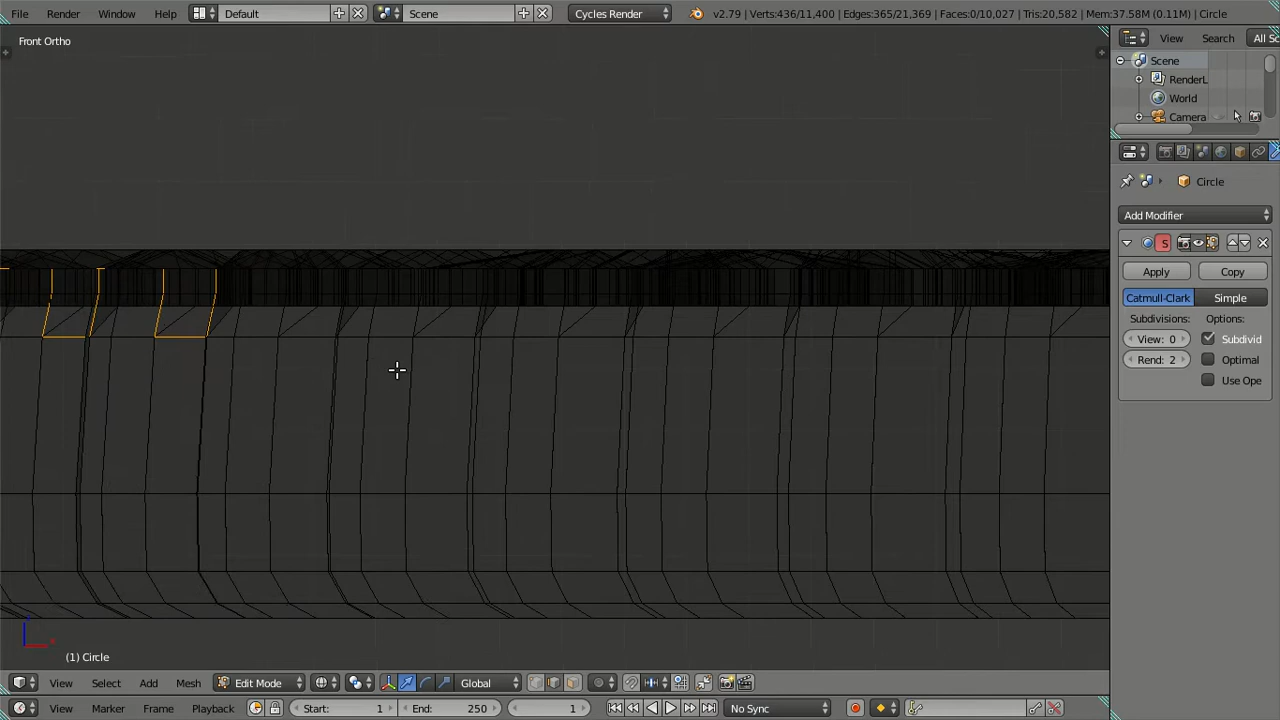 File Render Window Help Default Scene Cycles Render v2.79 | Verts:436/11,400 | Edges:365/21,369 | Faces:0/10,027 | Tris:20,582 | Mem:37.58M (0.11M) | Circle
Front Ortho
View Search All Sc
Scene
RenderL
World
Camera
Circle
Add Modifier
S
Apply Copy
Catmull-Clark Simple
Subdivisions: Options:
View: 0 Subdivid
Rend: 2 Optimal
Use Ope
(1) Circle
View Select Add Mesh Edit Mode Global
View Marker Frame Playback Start: 1 End: 250 1 No Sync